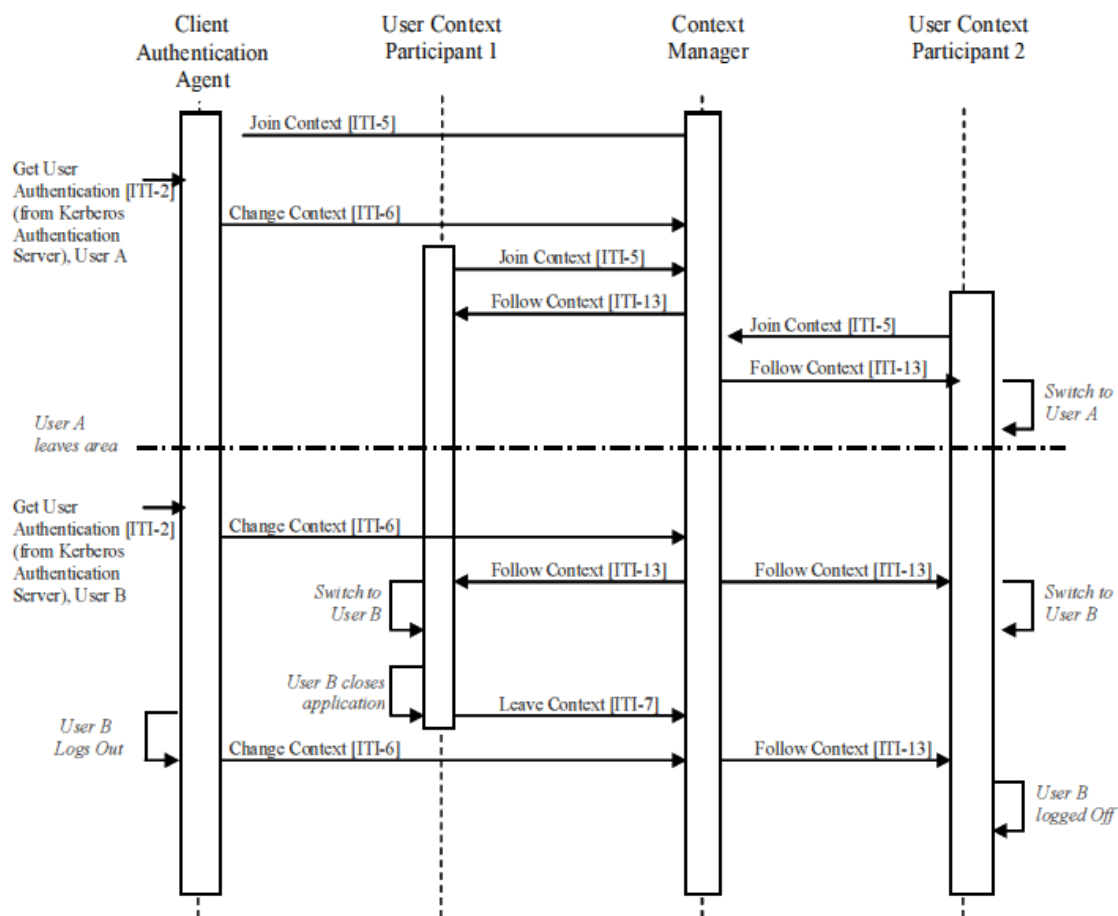 Client
Authentication
Agent
User Context
Participant 1
Context
Manager
User Context
Participant 2
Join Context [ITI-5]
Get User
Authentication [ITI-2]
(from Kerberos
Authentication
Server), User A
Change Context [ITI-6]
Join Context [ITI-5]
Follow Context [ITI-13]
Join Context [ITI-5]
Follow Context [ITI-13]
Switch to
User A
User A
leaves area
Get User
Authentication [ITI-2]
(from Kerberos
Authentication
Server), User B
Change Context [ITI-6]
Follow Context [ITI-13]
Follow Context [ITI-13]
Switch to
User B
Switch to
User B
User B closes
application
Leave Context [ITI-7]
User B
Logs Out
Change Context [ITI-6]
Follow Context [ITI-13]
User B
logged Off